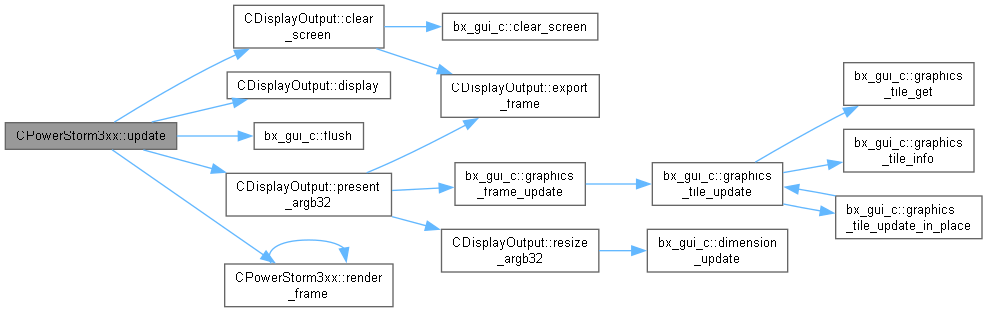 CPowerStorm3xx::update
CDisplayOutput::clear
_screen
bx_gui_c::clear_screen
CDisplayOutput::display
CDisplayOutput::export
_frame
bx_gui_c::flush
CDisplayOutput::present
_argb32
bx_gui_c::graphics
_frame_update
bx_gui_c::graphics
_tile_update
bx_gui_c::graphics
_tile_get
bx_gui_c::graphics
_tile_info
bx_gui_c::graphics
_tile_update_in_place
CDisplayOutput::resize
_argb32
bx_gui_c::dimension
_update
CPowerStorm3xx::render
_frame